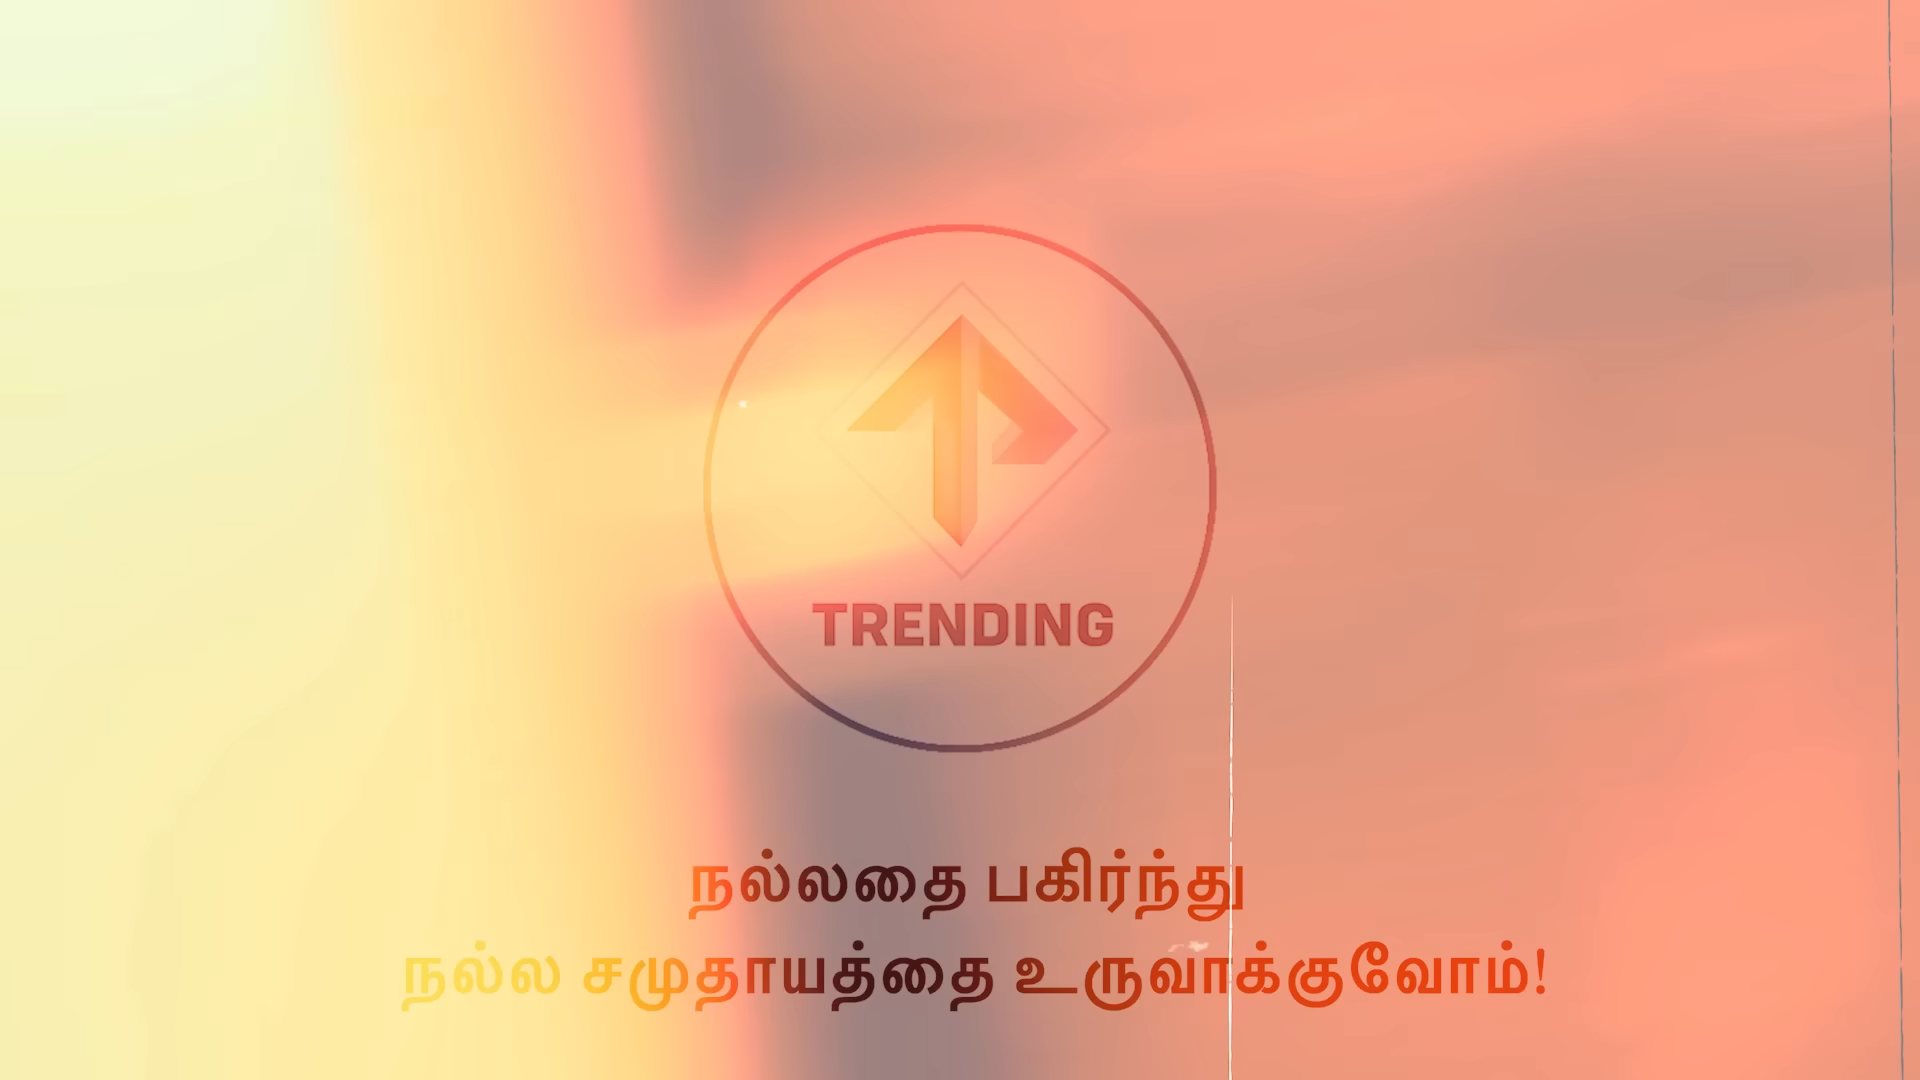 TRENDING
நல்லதை பகிர்ந்து
நல்ல சமுதாயத்தை உருவாக்குவோம்!